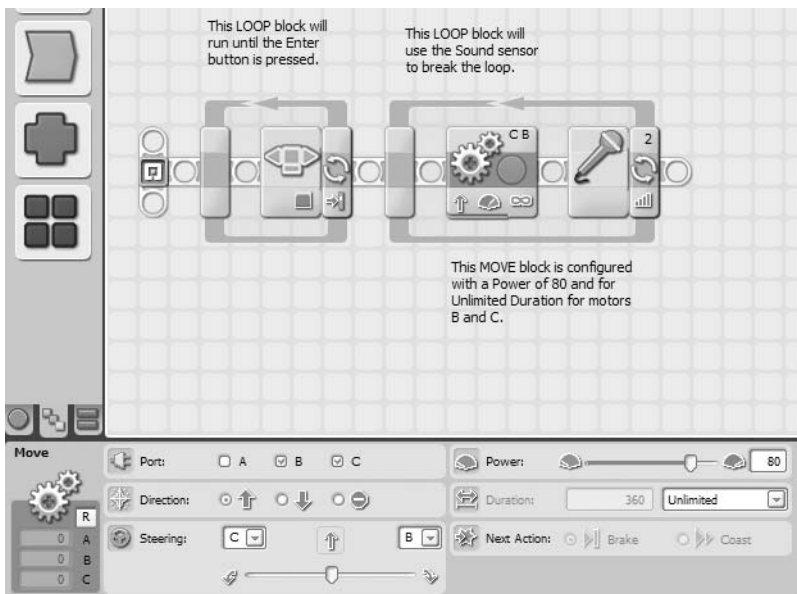 This LOOP block will
run until the Enter
button is pressed.
This LOOP block will
use the Sound sensor
to break the loop.
C B
2
This MOVE block is configured
with a Power of 80 and for
Unlimited Duration for motors
B and C.
Move
R
0 A
0 B
0 C
Port: A B C
Direction:
Steering: C B
Power: 80
Duration: 360 Unlimited
Next Action: Brake Coast